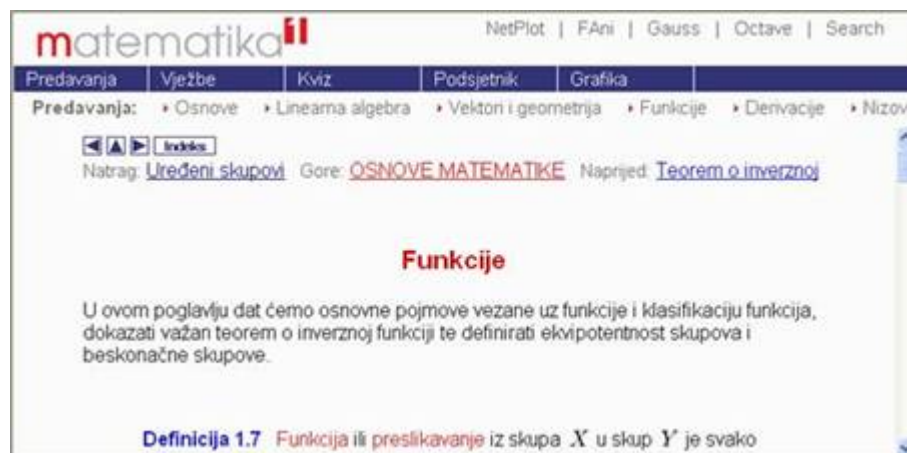 matematika1
NetPlot | FAni | Gauss | Octave | Search
Predavanja Vježbe Kviz Podsjetnik Grafika
Predavanja: Osnove Linearna algebra Vektori i geometrija Funkcije Derivacije Nizov
Indeks
Natrag: Uređeni skupovi Gore: OSNOVE MATEMATIKE Naprijed: Teorem o inverznoj
Funkcije
U ovom poglavlju dat ćemo osnovne pojmove vezane uz funkcije i klasifikaciju funkcija,
dokazati važan teorem o inverznoj funkciji te definirati ekvipotentnost skupova i
beskonačne skupove.
Definicija 1.7 Funkcija ili preslikavanje iz skupa X u skup Y je svako